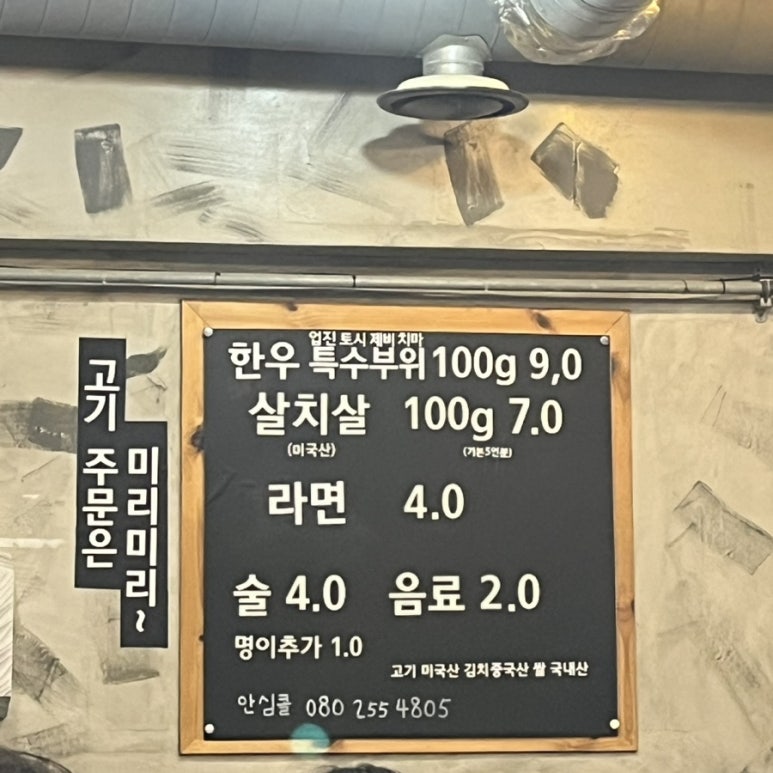 고기 주문은
미리미리~
업진 토시 제비 치마
한우 특수부위 100g 9,0
살치살 100g 7.0
(미국산) (기본5인분)
라면 4.0
술 4.0 음료 2.0
명이추가 1.0
고기 미국산 김치중국산 쌀 국내산
안심콜 080 255 4805